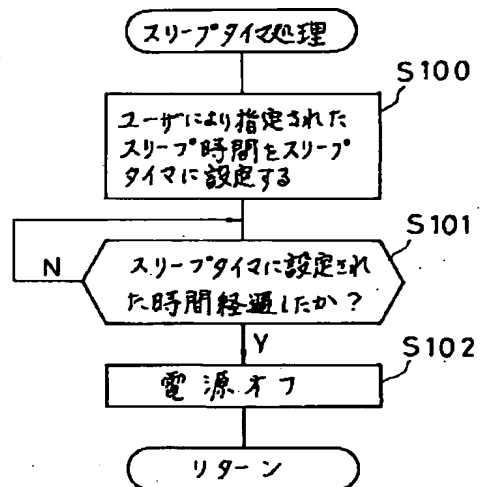 スリープタイマ処理
S100
ユーザにより指定された
スリープ時間をスリープ
タイマに設定する
S101
N
スリープタイマに設定され
た時間経過したか？
Y
S102
電源オフ
リターン